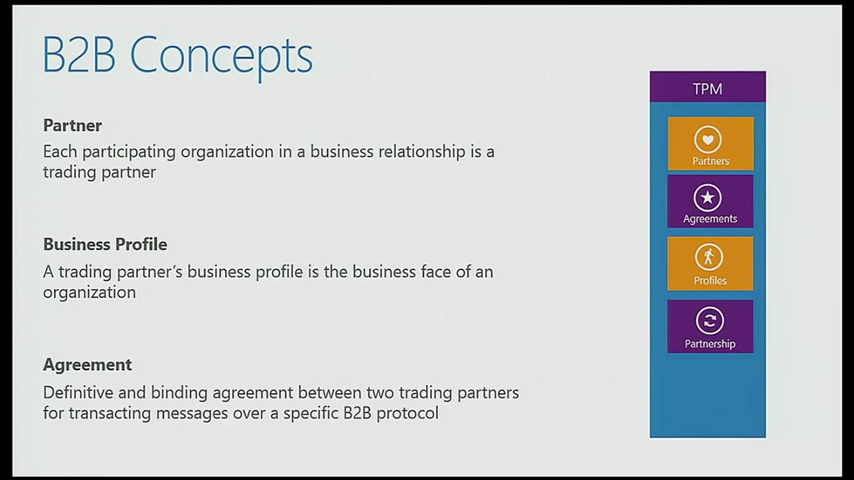 B2B Concepts
Partner
Each participating organization in a business relationship is a
trading partner
Business Profile
A trading partner's business profile is the business face of an
organization
Agreement
Definitive and binding agreement between two trading partners
for transacting messages over a specific B2B protocol
TPM
Partners
Agreements
Profiles
Partnership